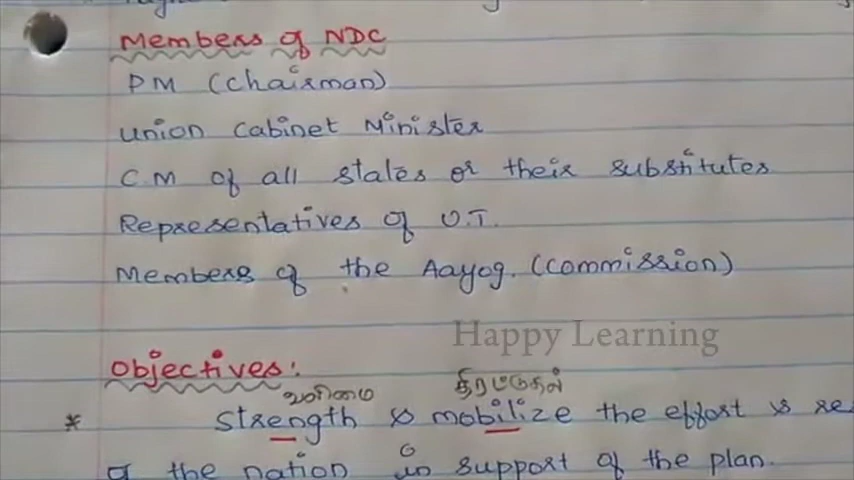 Members of NDC
PM (Chairman)
Union Cabinet Minister
C.M of all states or their substitutes
Representatives of U.T.
Members of the Aayog. (Commission)
Happy Learning
Objectives:
வலிமை திரட்டுதல்
* Strength & mobilize the effort &
of the nation in support of the plan.